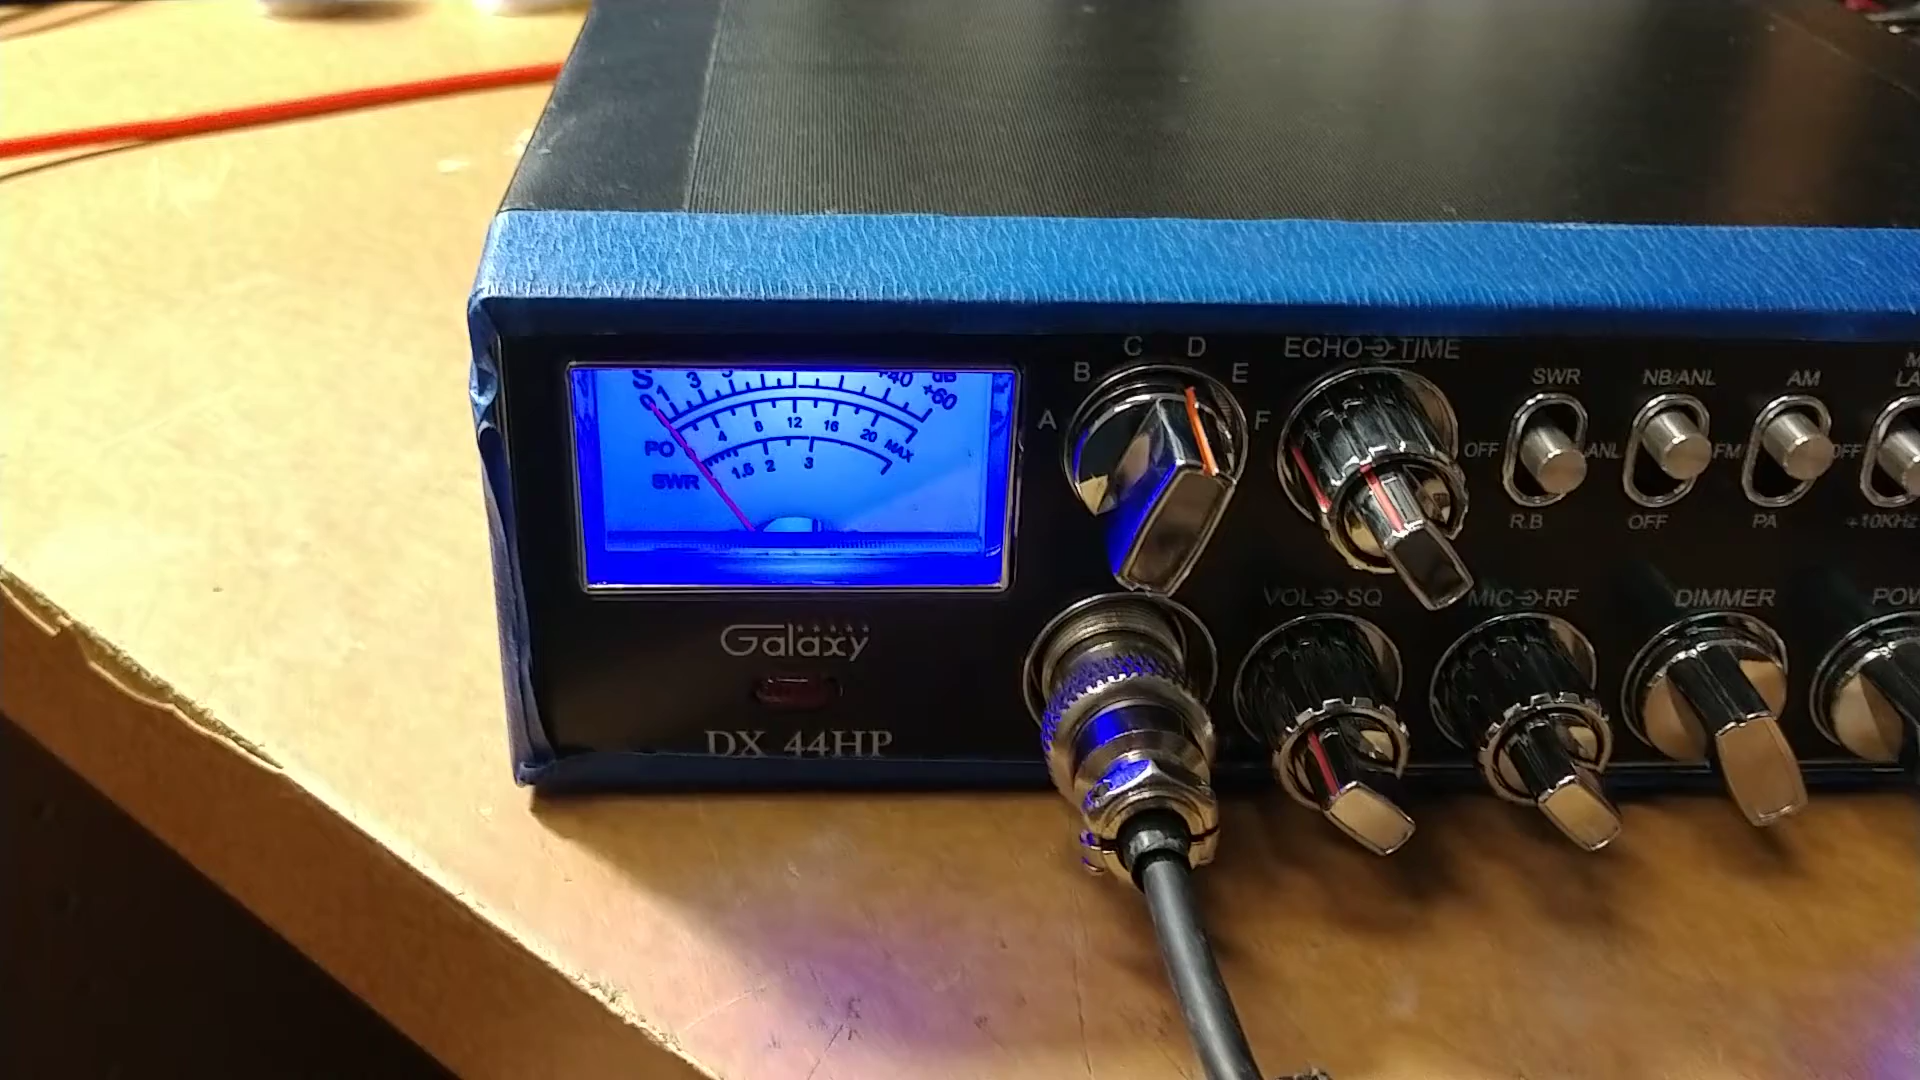 S 1 3 +40 dB +60
PO 4 8 12 16 20 MAX
SWR 1.5 2 3
A B C D E F
ECHO TIME
SWR
OFF
R.B
NB/ANL
ANL
OFF
AM
FM
PA
OFF
+10KHz
VOL SQ
MIC RF
DIMMER
Galaxy
DX 44HP